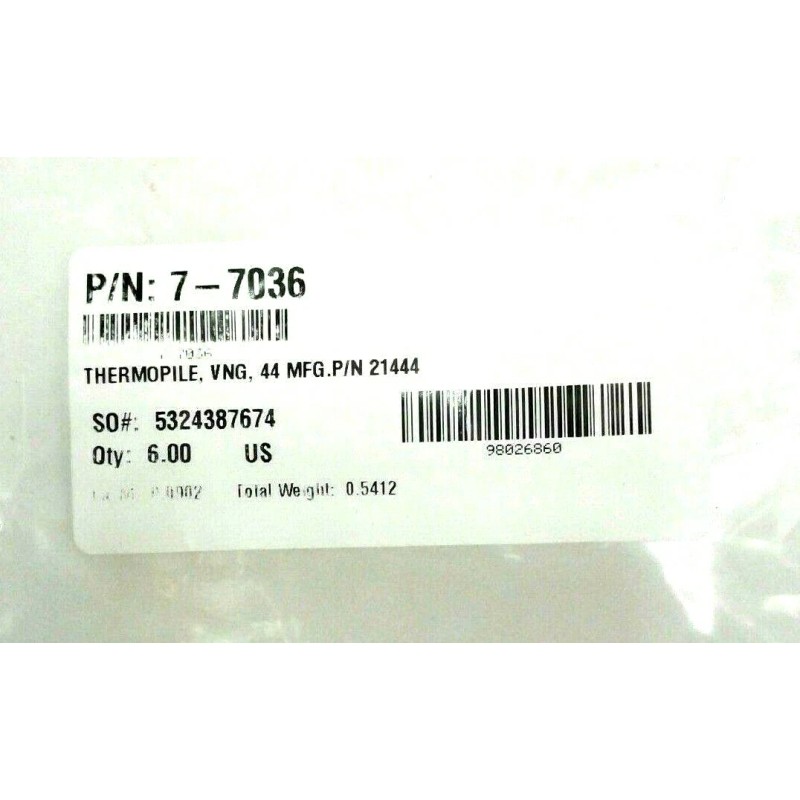 P/N: 7-7036
THERMOPILE, VNG, 44 MFG.P/N 21444
SO#: 5324387674
98026860
Qty: 6.00 US
Total Weight: 0.5412